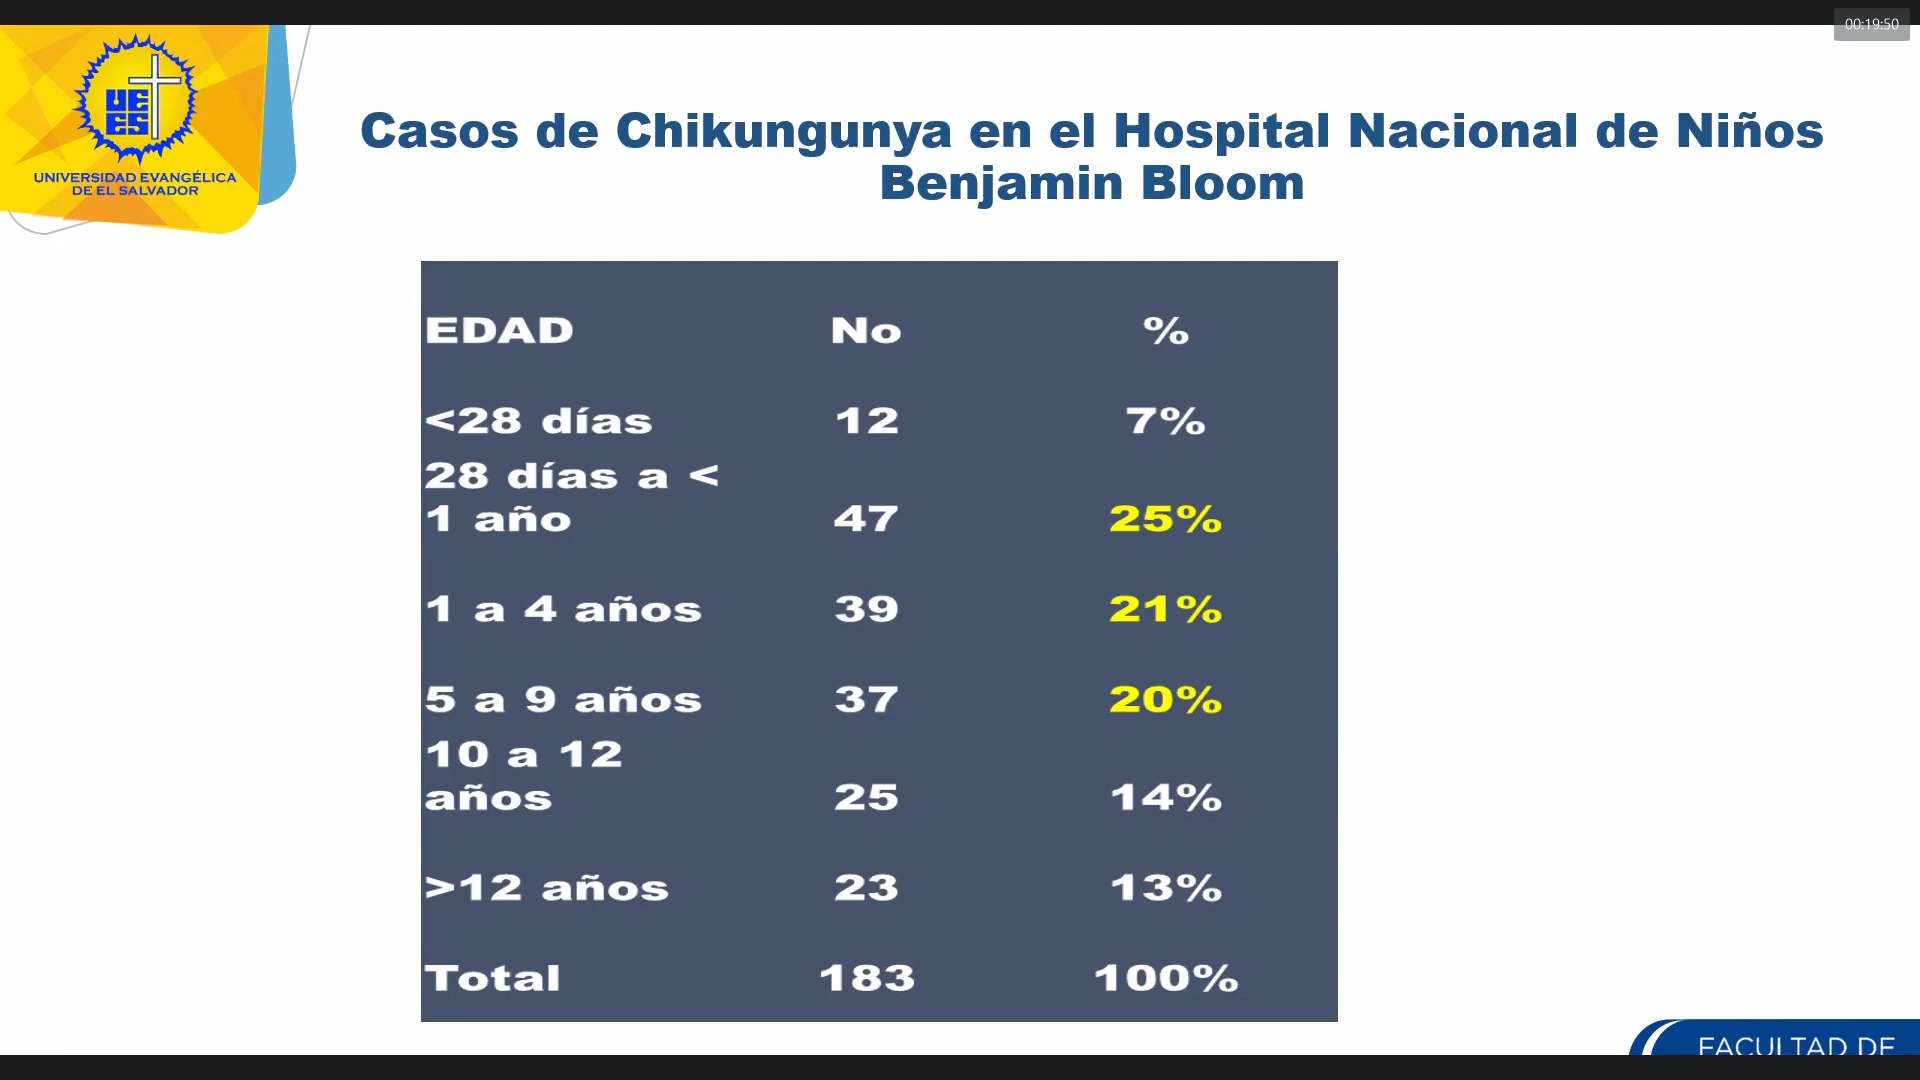 00:19:50
UE
ES
UNIVERSIDAD EVANGÉLICA
DE EL SALVADOR
Casos de Chikungunya en el Hospital Nacional de Niños
Benjamin Bloom
EDAD No %
<28 días 12 7%
28 días a <
1 año 47 25%
1 a 4 años 39 21%
5 a 9 años 37 20%
10 a 12
años 25 14%
>12 años 23 13%
Total 183 100%
FACULTAD DE